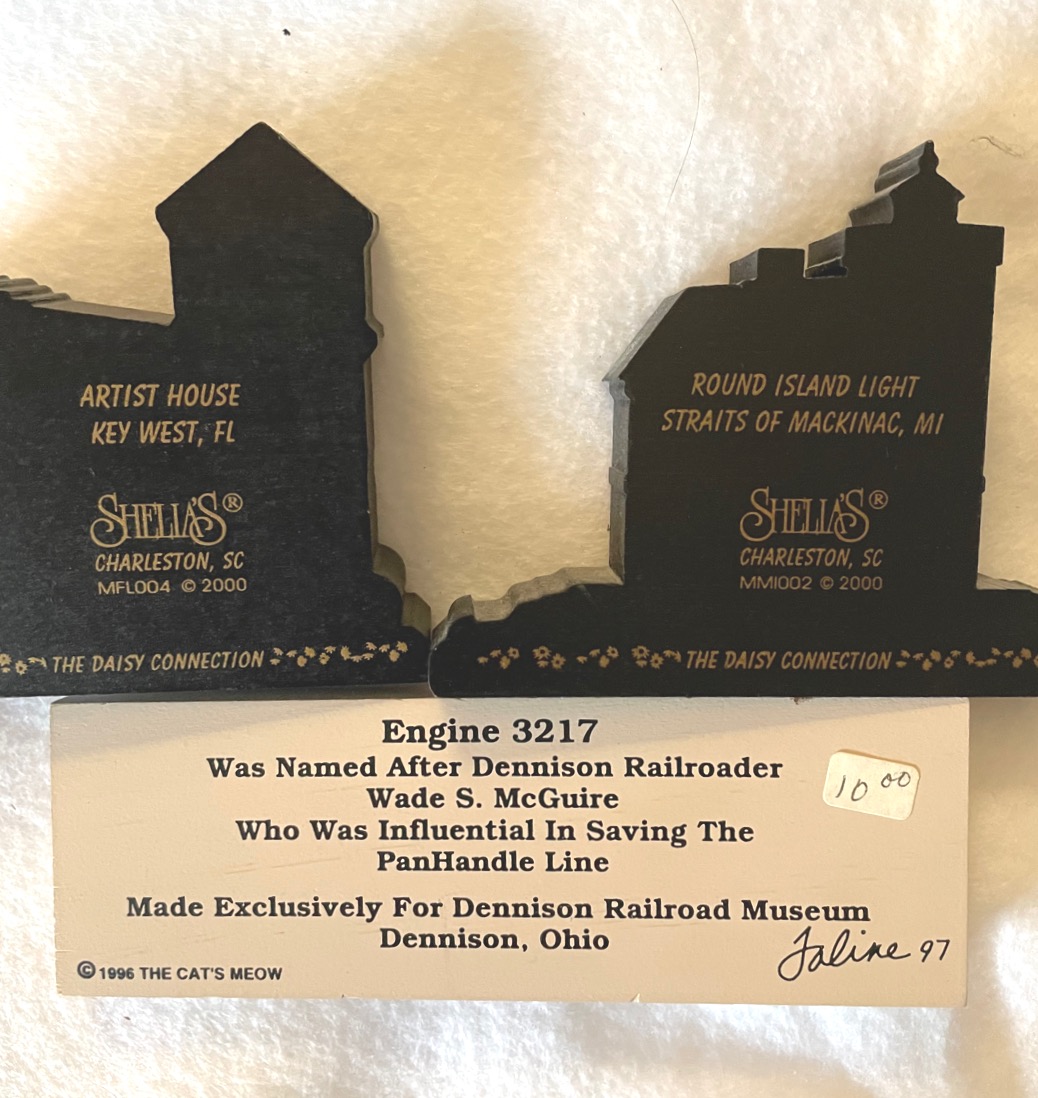 ARTIST HOUSE
KEY WEST, FL
SHELIA'S®
CHARLESTON, SC
MFL004 © 2000
THE DAISY CONNECTION
ROUND ISLAND LIGHT
STRAITS OF MACKINAC, MI
SHELIA'S®
CHARLESTON, SC
MMI002 © 2000
THE DAISY CONNECTION
Engine 3217
Was Named After Dennison Railroader
Wade S. McGuire
Who Was Influential In Saving The
PanHandle Line
Made Exclusively For Dennison Railroad Museum
Dennison, Ohio
10 00
Faline 97
© 1996 THE CAT'S MEOW